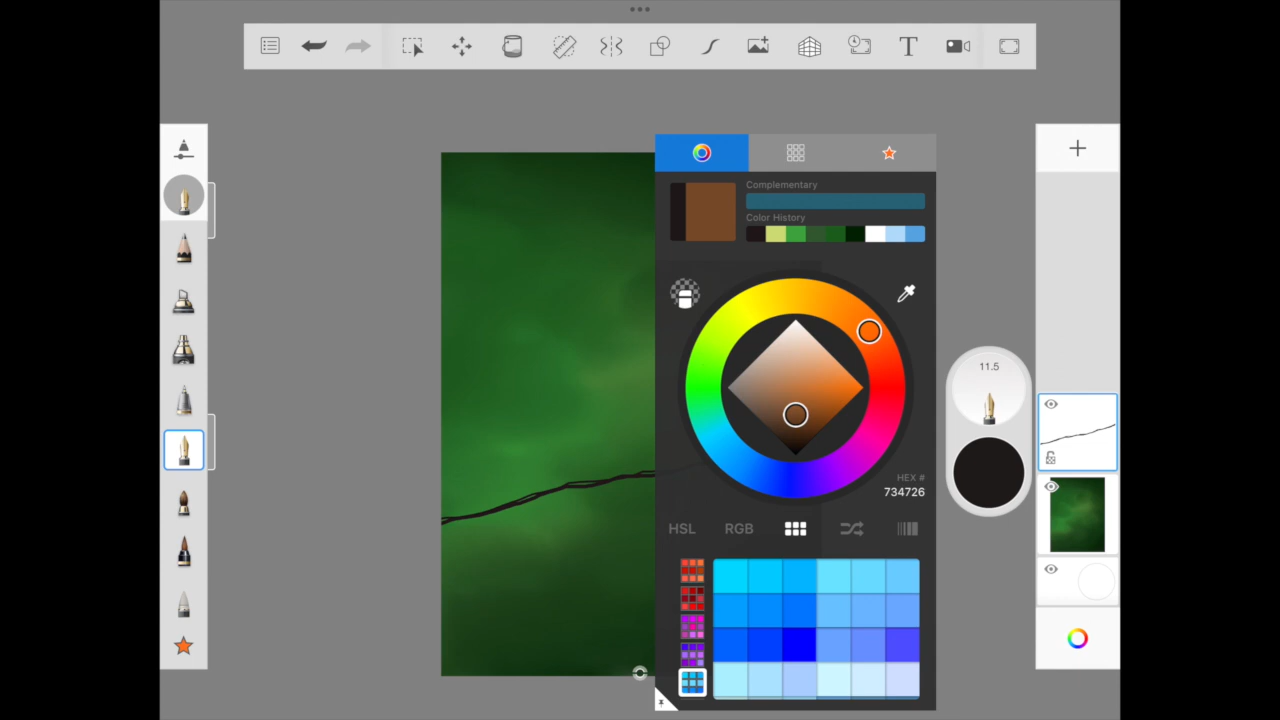 T
Complementary
Color History
11.5
HEX #
734726
HSL
RGB